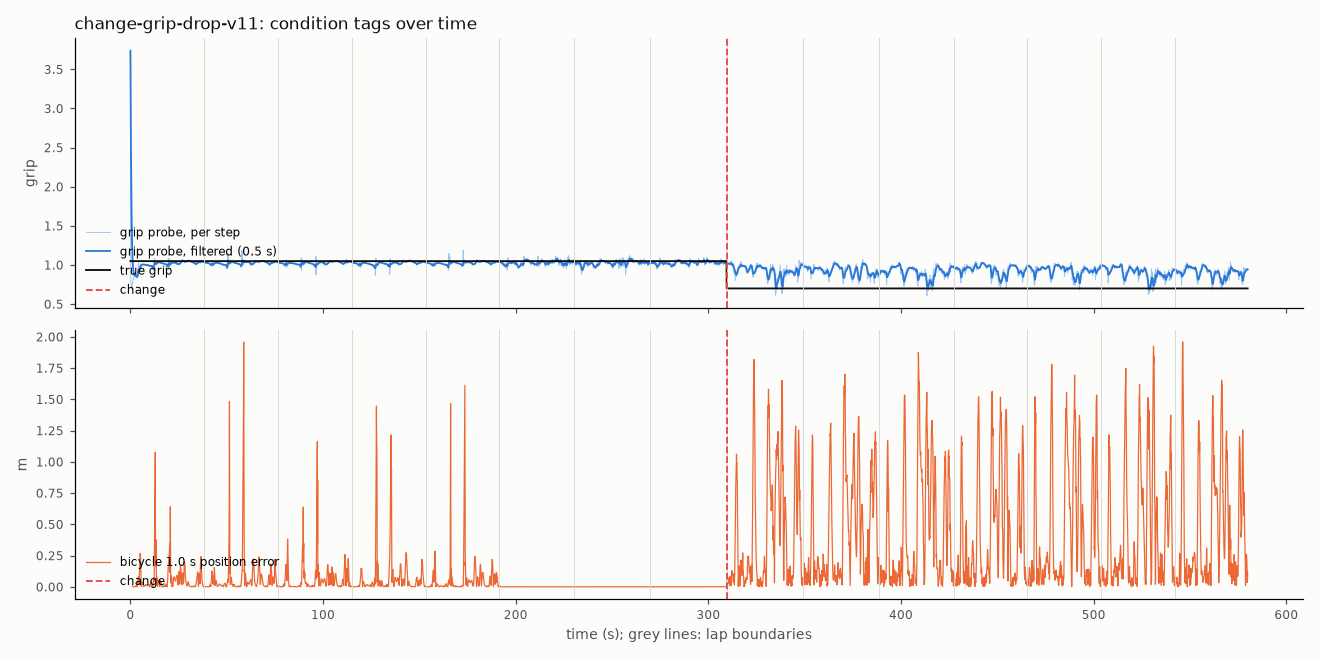 change-grip-drop-v11: condition tags over time
3.5
3.0
2.5
2.0
1.5
1.0
0.5
grip
grip probe, per step
grip probe, filtered (0.5 s)
true grip
change
2.00
1.75
1.50
1.25
1.00
0.75
0.50
0.25
0.00
m
bicycle 1.0 s position error
change
0 100 200 300 400 500 600
time (s); grey lines: lap boundaries